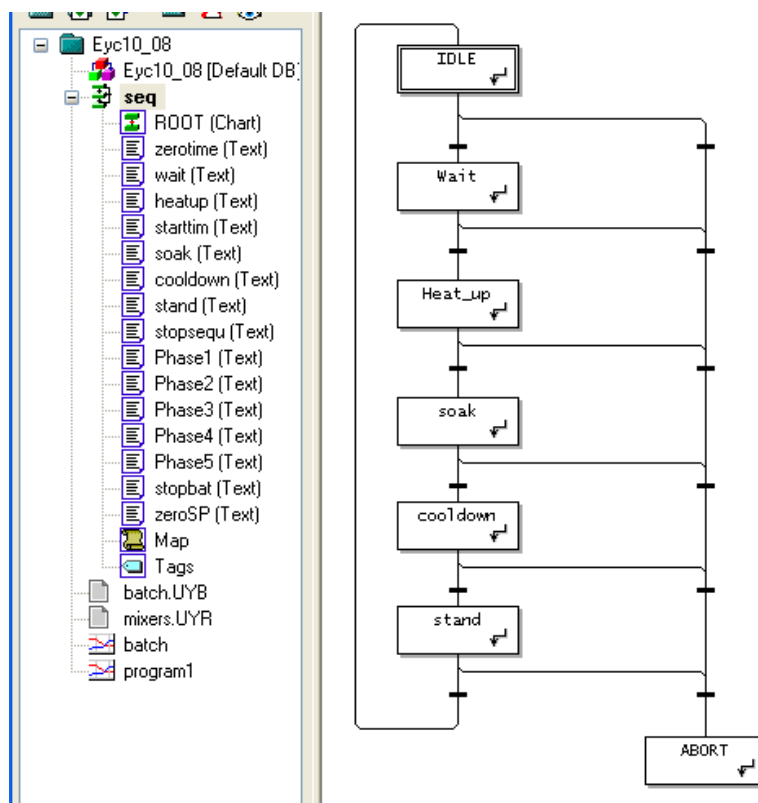 Eyc10_08
Eyc10_08 [Default DB]
seq
ROOT (Chart)
zerotime (Text)
wait (Text)
heatup (Text)
starttim (Text)
soak (Text)
cooldown (Text)
stand (Text)
stopsequ (Text)
Phase1 (Text)
Phase2 (Text)
Phase3 (Text)
Phase4 (Text)
Phase5 (Text)
stopbat (Text)
zeroSP (Text)
Map
Tags
batch.UYB
mixers.UYR
batch
program1
IDLE
Wait
Heat_up
soak
cooldown
stand
ABORT